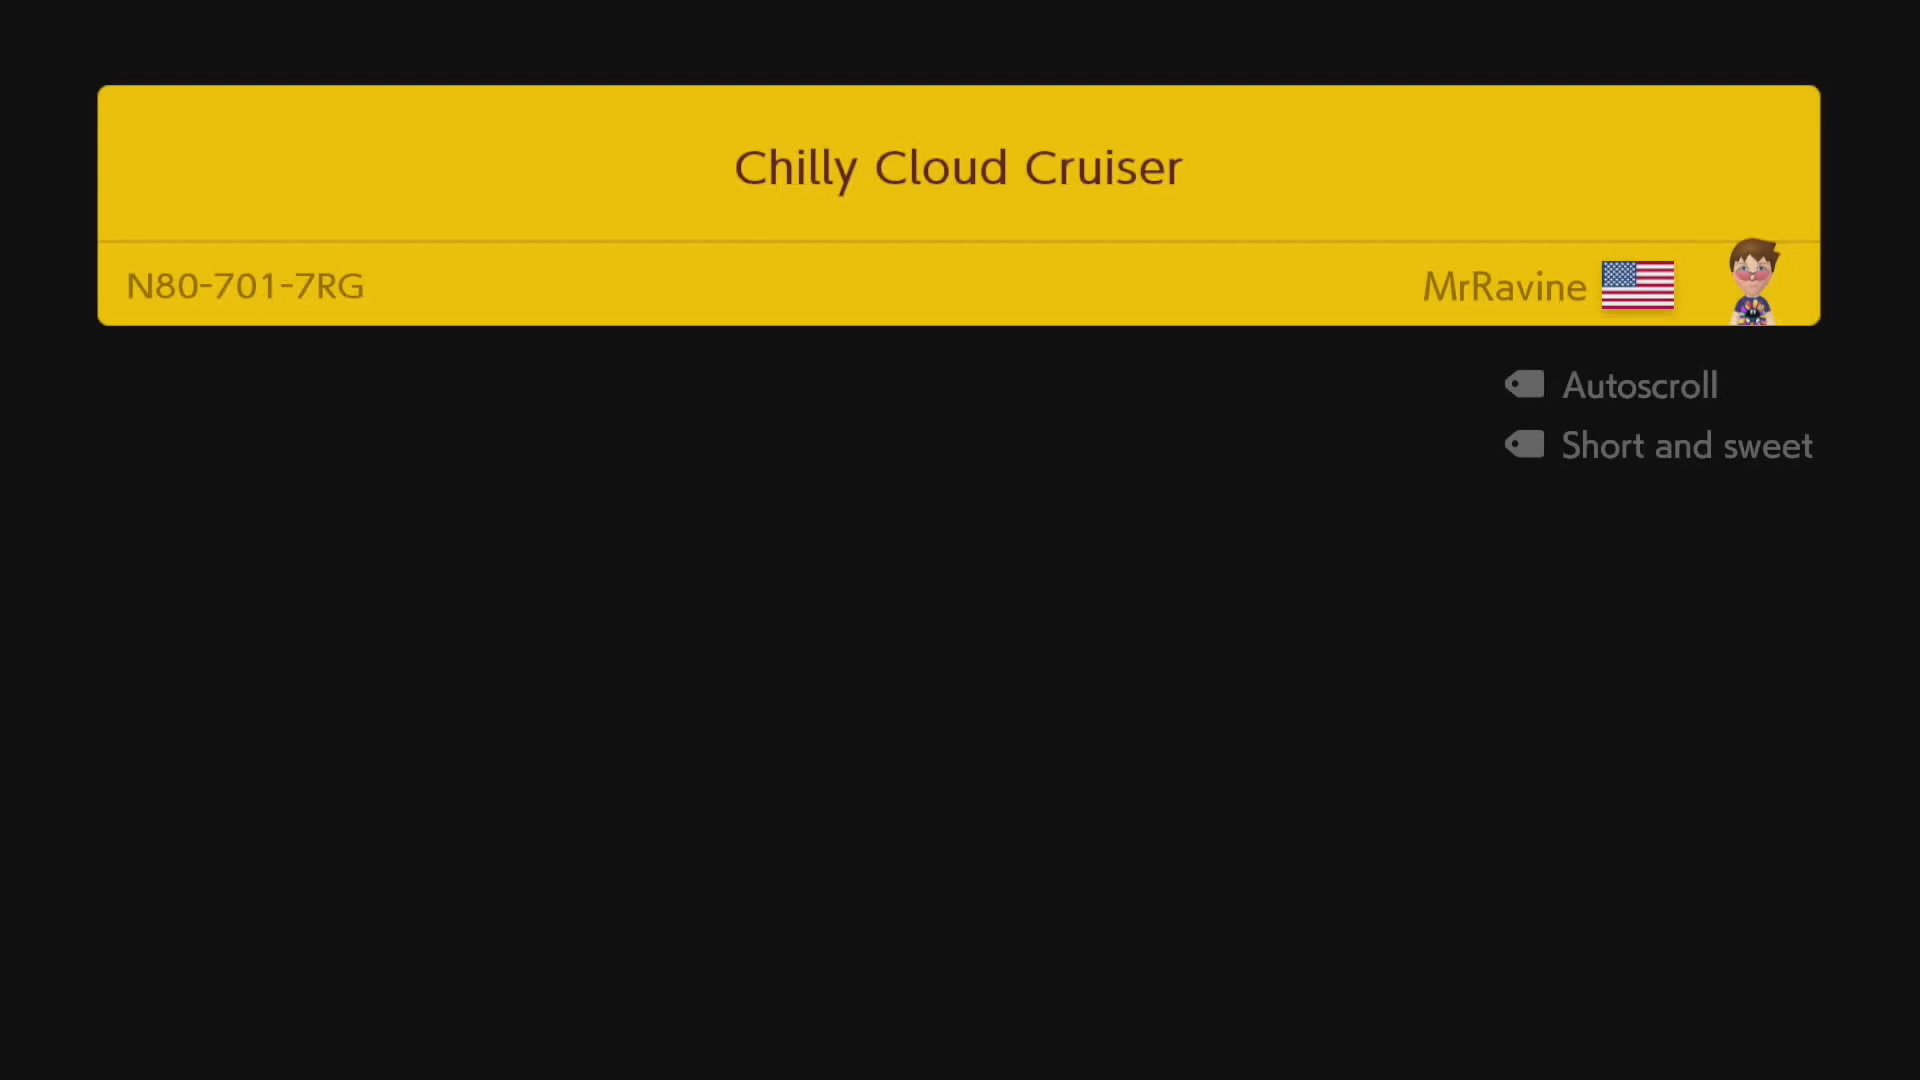 Chilly Cloud Cruiser
N80-701-7RG
MrRavine
Autoscroll
Short and sweet